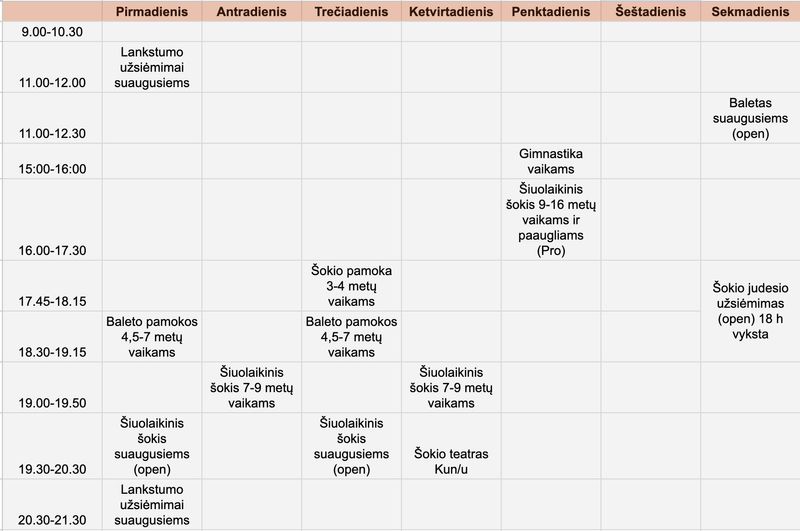 Pirmadienis Antradienis Trečiadienis Ketvirtadienis Penktadienis Šeštadienis Sekmadienis
9.00-10.30
11.00-12.00
Lankstumo
užsiėmimai
suaugusiems
11.00-12.30
Baletas
suaugusiems
(open)
15:00-16:00
Gimnastika
vaikams
16.00-17.30
Šiuolaikinis
šokis 9-16 metų
vaikams ir
paaugliams
(Pro)
17.45-18.15
Šokio pamoka
3-4 metų
vaikams
Šokio judesio
užsiėmimas
(open) 18 h
vyksta
18.30-19.15
Baleto pamokos
4,5-7 metų
vaikams
Baleto pamokos
4,5-7 metų
vaikams
19.00-19.50
Šiuolaikinis
šokis 7-9 metų
vaikams
Šiuolaikinis
šokis 7-9 metų
vaikams
19.30-20.30
Šiuolaikinis
šokis
suaugusiems
(open)
Šiuolaikinis
šokis
suaugusiems
(open)
Šokio teatras
Kun/u
20.30-21.30
Lankstumo
užsiėmimai
suaugusiems